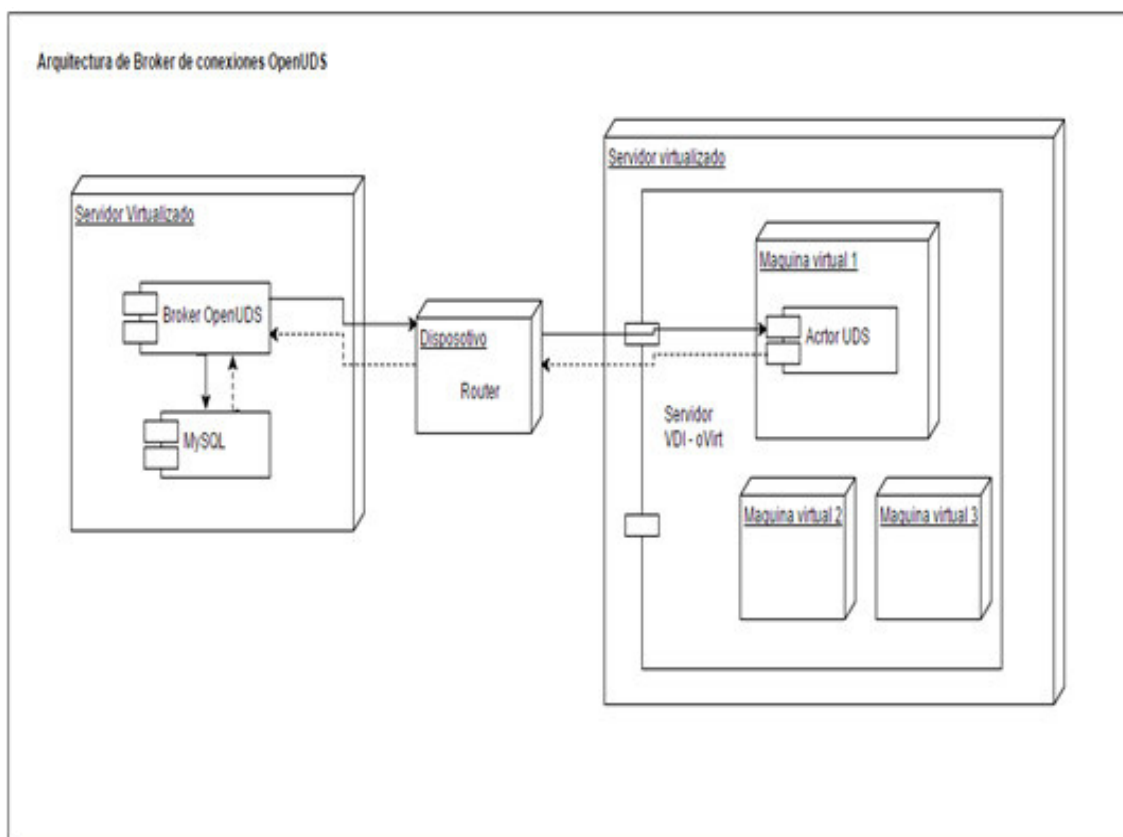 Arquitectura de Broker de conexiones OpenUDS
Servidor Virtualizado
Broker OpenUDS
MySQL
Disposotivo
Router
Servidor virtualizado
Servidor
VDI - oVirt
Maquina virtual 1
Acrtor UDS
Maquina virtual 2
Maquina virtual 3